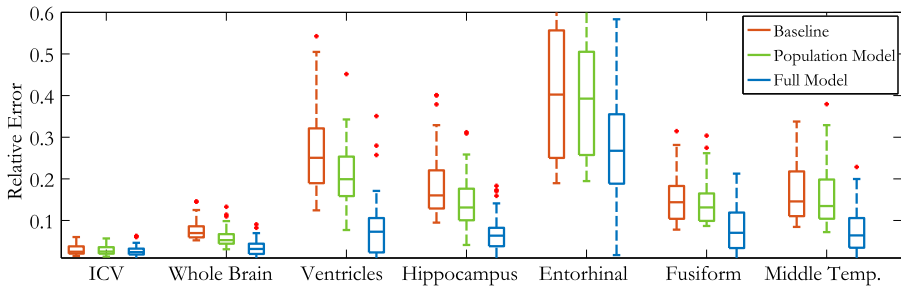 0.6
0.5
0.4
0.3
0.2
0.1
Relative Error
Baseline
Population Model
Full Model
ICV Whole Brain Ventricles Hippocampus Entorhinal Fusiform Middle Temp.